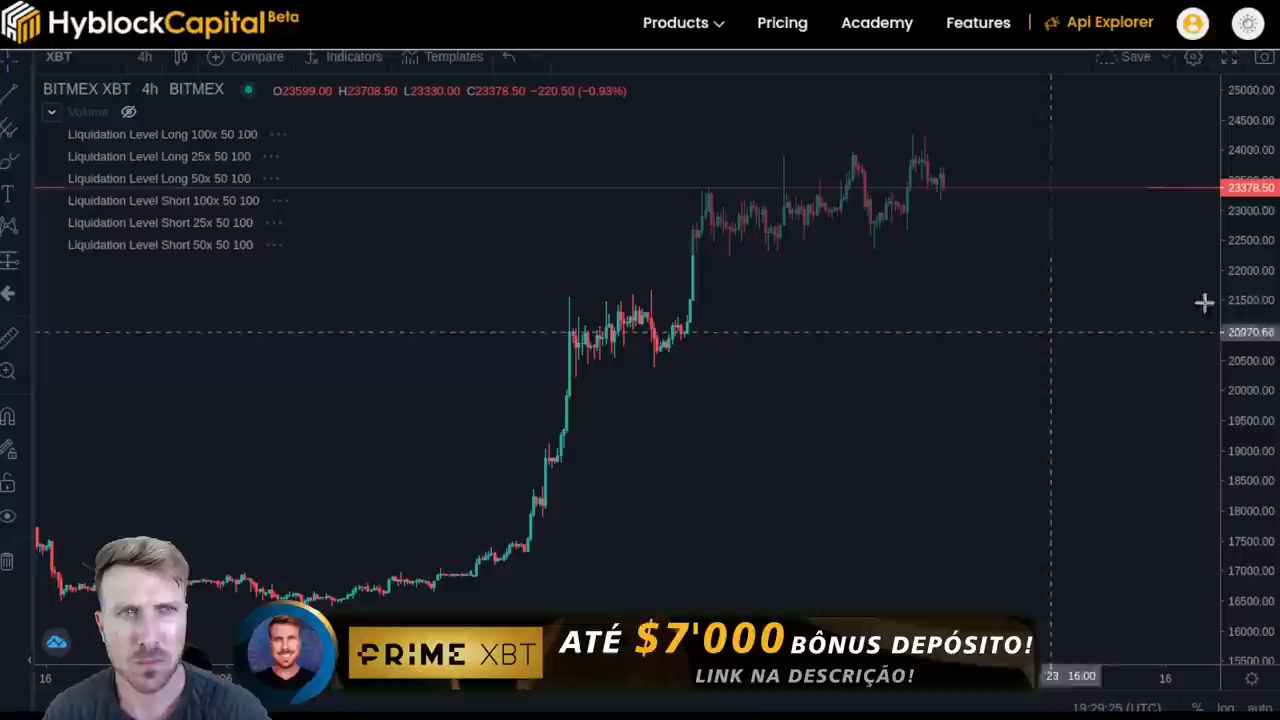 HyblockCapital Beta
Products Pricing Academy Features Api Explorer
XBT 4h Compare Indicators Templates Save
BITMEX XBT 4h BITMEX O23599.00 H23708.50 L23330.00 C23378.50 −220.50 (−0.93%)
Volume
Liquidation Level Long 100x 50 100
Liquidation Level Long 25x 50 100
Liquidation Level Long 50x 50 100
Liquidation Level Short 100x 50 100
Liquidation Level Short 25x 50 100
Liquidation Level Short 50x 50 100
25000.00
24500.00
24000.00
23378.50
23000.00
22500.00
22000.00
21500.00
20500.00
20000.00
19500.00
19000.00
18500.00
18000.00
17500.00
17000.00
16500.00
16000.00
15500.00
PRIME XBT ATÉ $7'000 BÔNUS DEPÓSITO!
LINK NA DESCRIÇÃO!
16 26 23 16:00 16
19:29:25 (UTC) % log auto